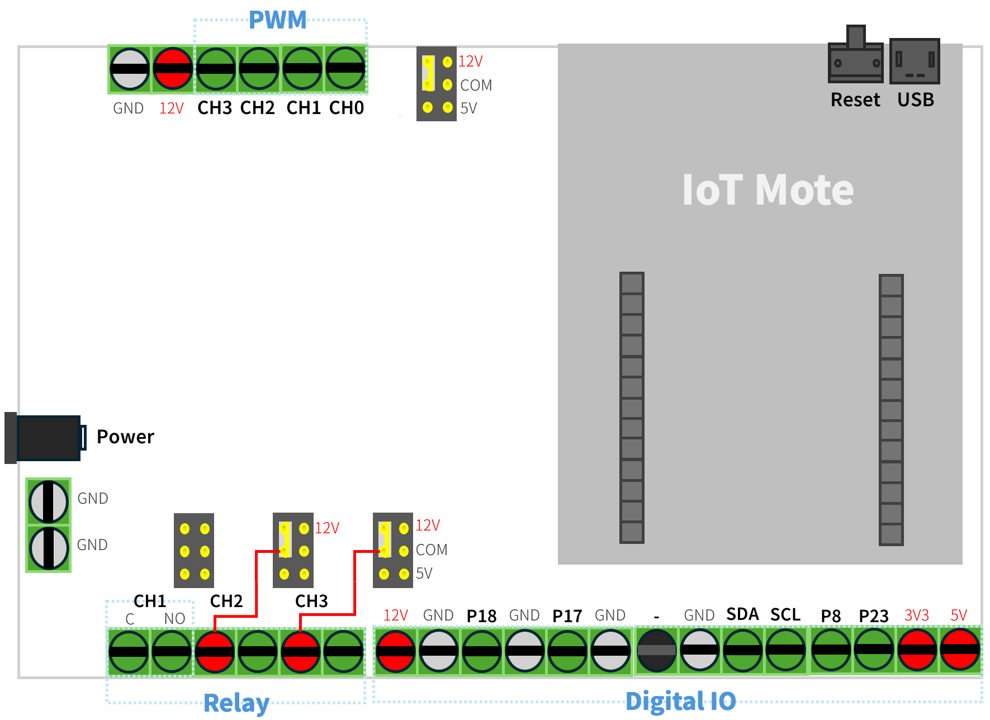 PWM
GND 12V CH3 CH2 CH1 CH0
12V
COM
5V
Reset USB
IoT Mote
Power
GND
GND
12V
12V
COM
5V
CH1 CH2 CH3
C NO
12V GND P18 GND P17 GND - GND SDA SCL P8 P23 3V3 5V
Relay
Digital IO